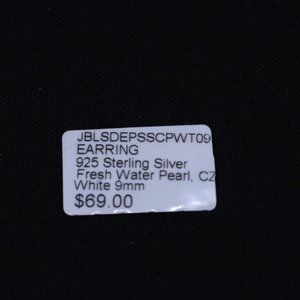 JBLSDEPSSCPWT09
EARRING
925 Sterling Silver
Fresh Water Pearl, CZ
White 9mm
$69.00